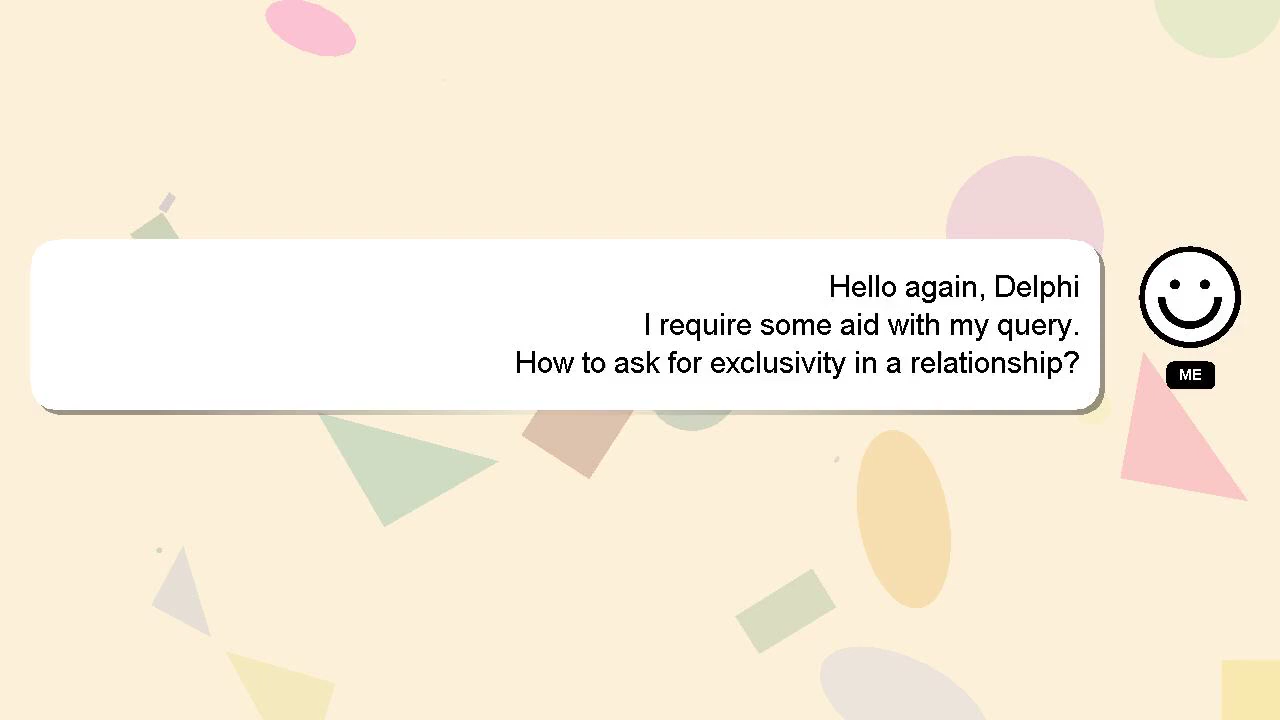 Hello again, Delphi
I require some aid with my query.
How to ask for exclusivity in a relationship?
ME